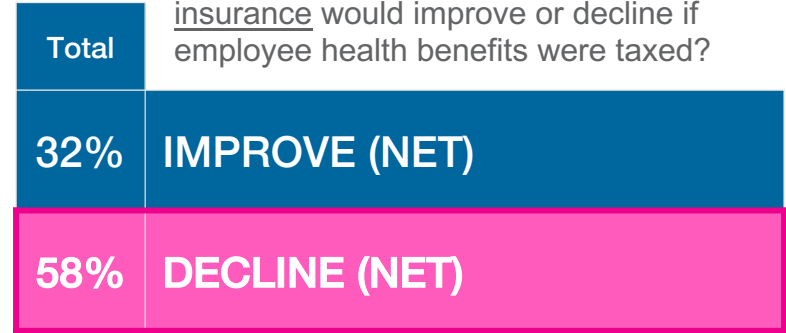 insurance would improve or decline if
Total
employee health benefits were taxed?
32% IMPROVE (NET)
58% DECLINE (NET)